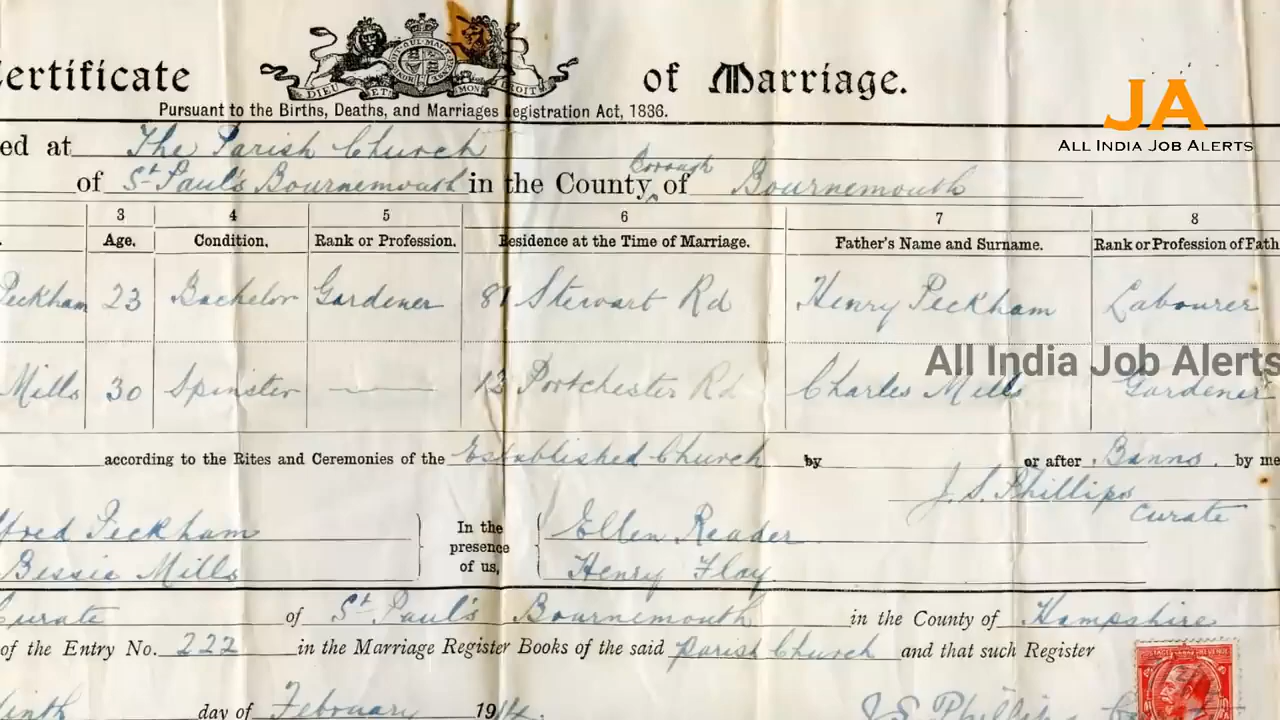 Certificate of Marriage.
DIEU ET MON DROIT
Pursuant to the Births, Deaths, and Marriages Registration Act, 1836.
JA
ALL INDIA JOB ALERTS
ed at The Parish Church
of St Paul's Bournemouth in the County Borough of Bournemouth
3 4 5 6 7 8
Age. Condition. Rank or Profession. Residence at the Time of Marriage. Father's Name and Surname. Rank or Profession of Fath
Peckham 23 Bachelor Gardener 81 Stewart Rd Henry Peckham Labourer
All India Job Alerts
Mills 30 Spinster 13 Portchester Rd Charles Mills Gardener
according to the Rites and Ceremonies of the Established Church by or after Banns. by me
J. S. Phillips
Curate
fred Peckham In the presence of us, Ellen Reader
Bessie Mills Henry Flay
Curate of St Paul's Bournemouth in the County of Hampshire
of the Entry No. 222 in the Marriage Register Books of the said Parish Church and that such Register
inth day of February 1914. J S Phillip